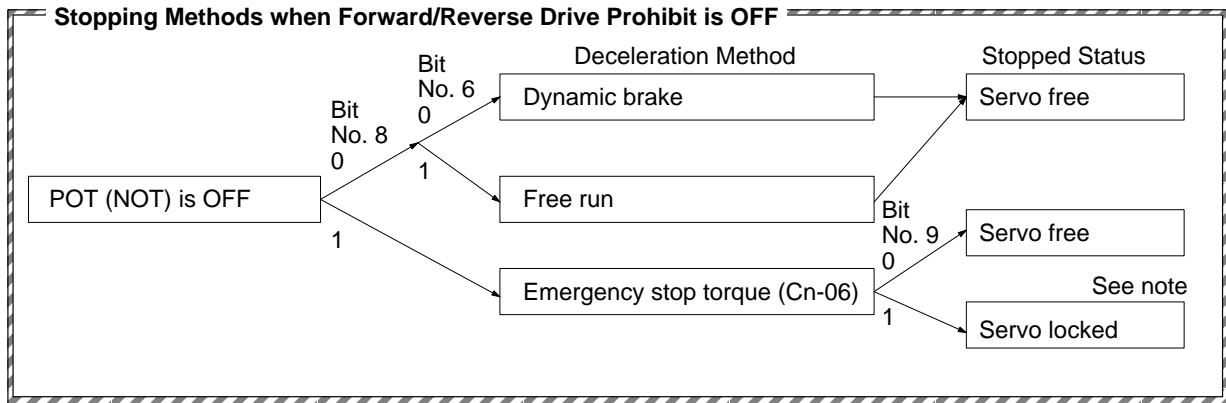 Stopping Methods when Forward/Reverse Drive Prohibit is OFF
Deceleration Method
Stopped Status
Bit
No. 6
0
Dynamic brake
Servo free
Bit
No. 8
0
1
POT (NOT) is OFF
Free run
1
Bit
No. 9
0
Servo free
Emergency stop torque (Cn-06)
See note
1
Servo locked